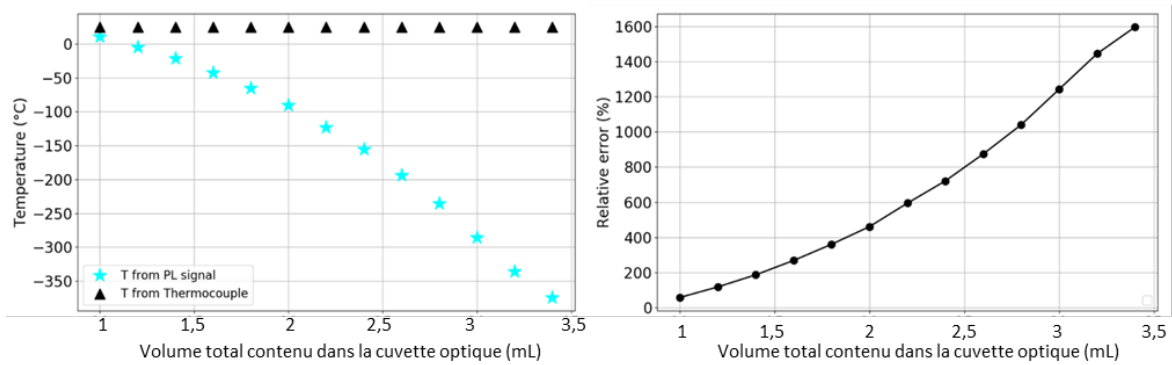 0
−50
−100
−150
−200
−250
−300
−350
Temperature (°C)
T from PL signal
T from Thermocouple
1 1,5 2 2,5 3 3,5
Volume total contenu dans la cuvette optique (mL)
1600
1400
1200
1000
800
600
400
200
0
Relative error (%)
1 1,5 2 2,5 3 3,5
Volume total contenu dans la cuvette optique (mL)